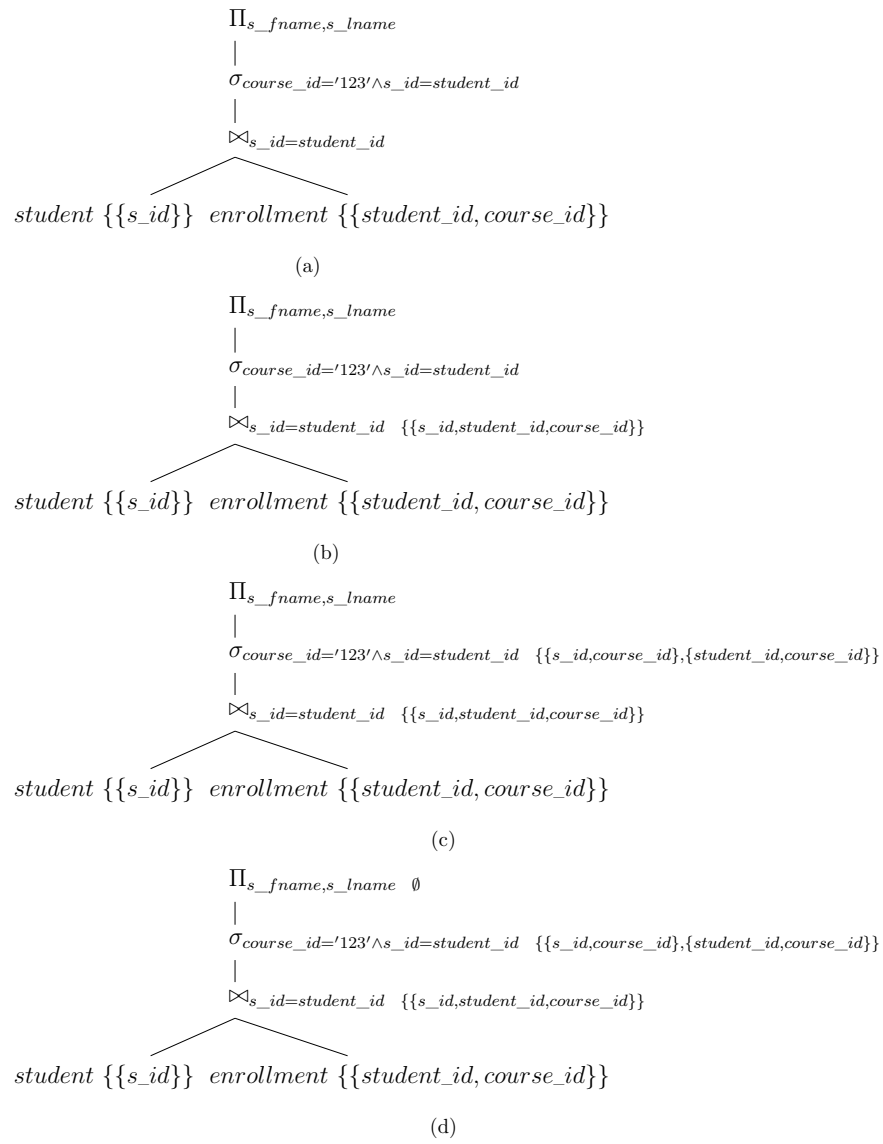 Π_{s_fname,s_lname}
σ_{course_id='123'∧s_id=student_id}
⋈_{s_id=student_id}
student {{s_id}} enrollment {{student_id, course_id}}
(a)
Π_{s_fname,s_lname}
σ_{course_id='123'∧s_id=student_id}
⋈_{s_id=student_id} {{s_id,student_id,course_id}}
student {{s_id}} enrollment {{student_id, course_id}}
(b)
Π_{s_fname,s_lname}
σ_{course_id='123'∧s_id=student_id} {{s_id,course_id},{student_id,course_id}}
⋈_{s_id=student_id} {{s_id,student_id,course_id}}
student {{s_id}} enrollment {{student_id, course_id}}
(c)
Π_{s_fname,s_lname} ∅
σ_{course_id='123'∧s_id=student_id} {{s_id,course_id},{student_id,course_id}}
⋈_{s_id=student_id} {{s_id,student_id,course_id}}
student {{s_id}} enrollment {{student_id, course_id}}
(d)